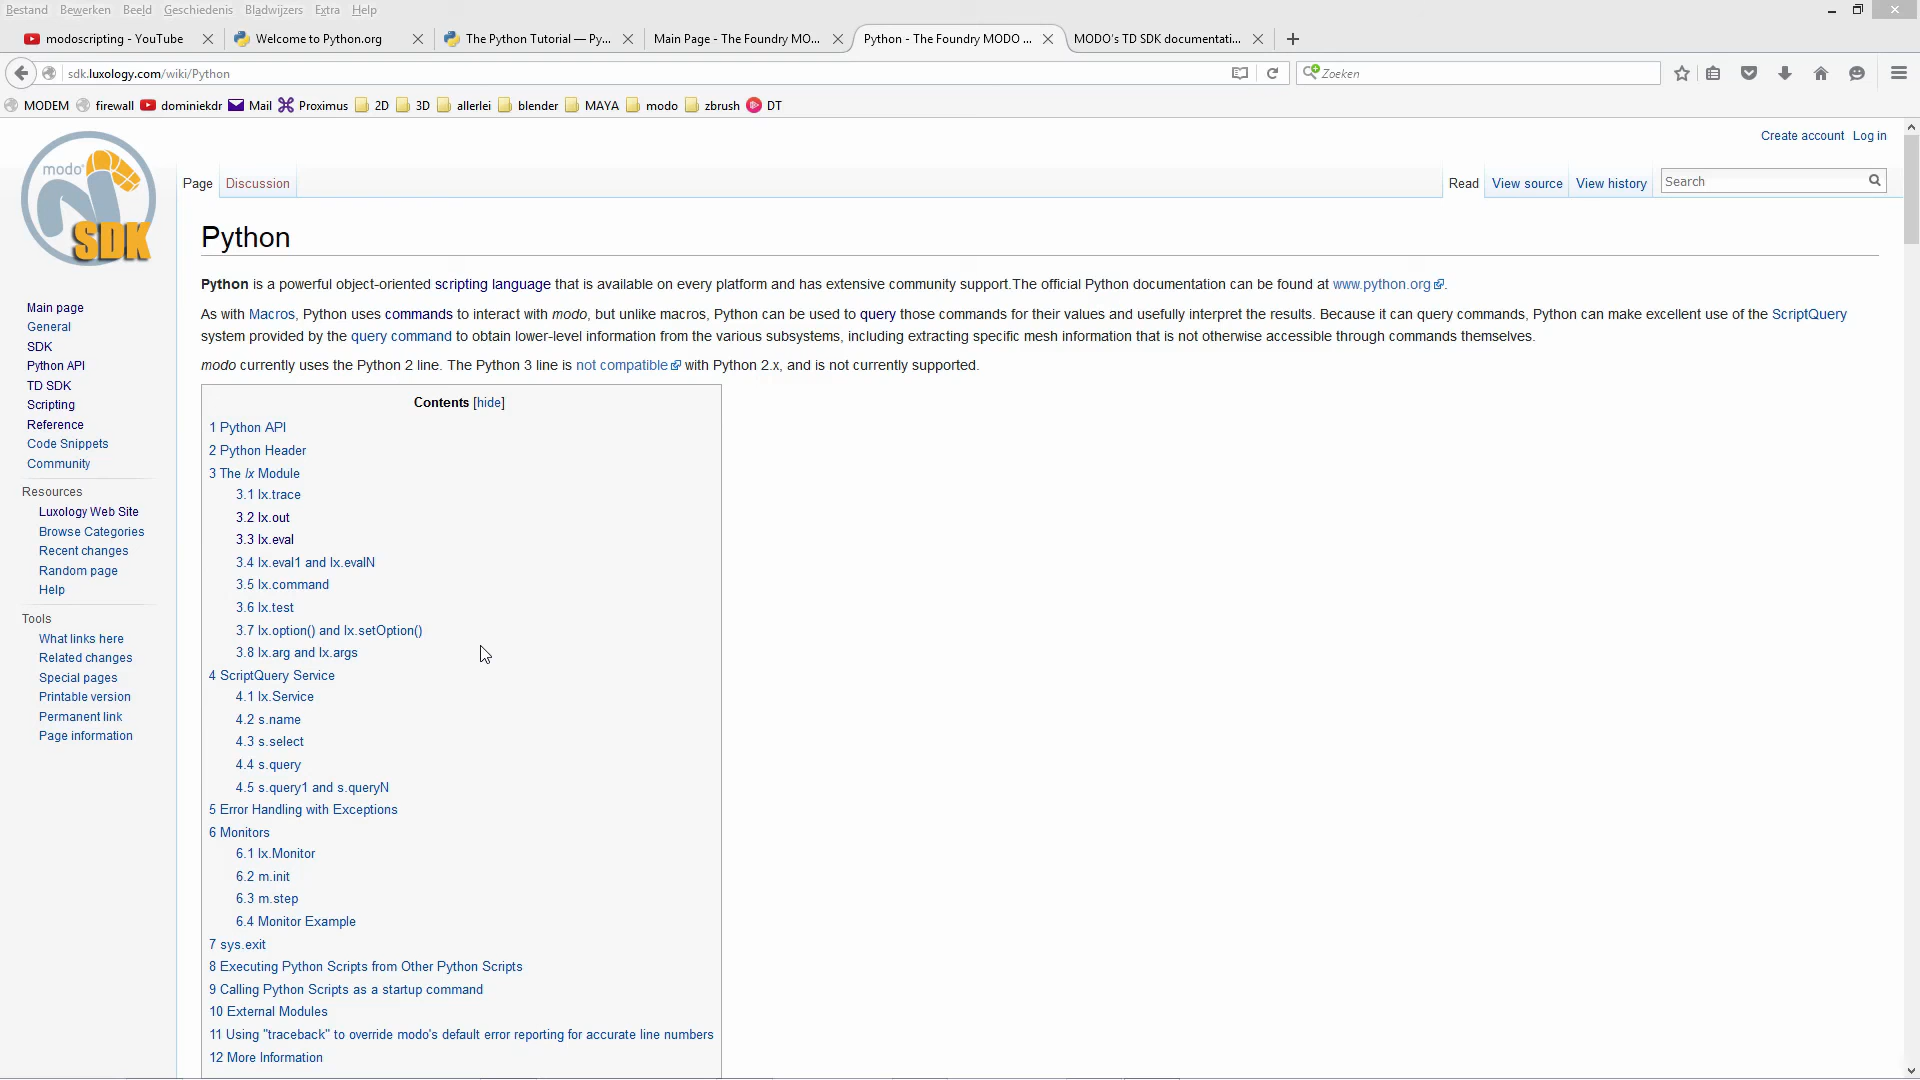 Bestand Bewerken Beeld Geschiedenis Bladwijzers Extra Help
modoscripting - YouTube
Welcome to Python.org
The Python Tutorial — Py...
Main Page - The Foundry MO...
Python - The Foundry MODO ...
MODO's TD SDK documentati...
sdk.luxology.com/wiki/Python
Zoeken
MODEM firewall dominiekdr Mail Proximus 2D 3D allerlei blender MAYA modo zbrush DT
Create account Log in
modo
SDK
Page Discussion
Read View source View history
Search
Python
Python is a powerful object-oriented scripting language that is available on every platform and has extensive community support.The official Python documentation can be found at www.python.org.
As with Macros, Python uses commands to interact with modo, but unlike macros, Python can be used to query those commands for their values and usefully interpret the results. Because it can query commands, Python can make excellent use of the ScriptQuery
system provided by the query command to obtain lower-level information from the various subsystems, including extracting specific mesh information that is not otherwise accessible through commands themselves.
modo currently uses the Python 2 line. The Python 3 line is not compatible with Python 2.x, and is not currently supported.
Main page
General
SDK
Python API
TD SDK
Scripting
Reference
Code Snippets
Community
Resources
Luxology Web Site
Browse Categories
Recent changes
Random page
Help
Tools
What links here
Related changes
Special pages
Printable version
Permanent link
Page information
Contents [hide]
1 Python API
2 Python Header
3 The lx Module
3.1 lx.trace
3.2 lx.out
3.3 lx.eval
3.4 lx.eval1 and lx.evalN
3.5 lx.command
3.6 lx.test
3.7 lx.option() and lx.setOption()
3.8 lx.arg and lx.args
4 ScriptQuery Service
4.1 lx.Service
4.2 s.name
4.3 s.select
4.4 s.query
4.5 s.query1 and s.queryN
5 Error Handling with Exceptions
6 Monitors
6.1 lx.Monitor
6.2 m.init
6.3 m.step
6.4 Monitor Example
7 sys.exit
8 Executing Python Scripts from Other Python Scripts
9 Calling Python Scripts as a startup command
10 External Modules
11 Using "traceback" to override modo's default error reporting for accurate line numbers
12 More Information